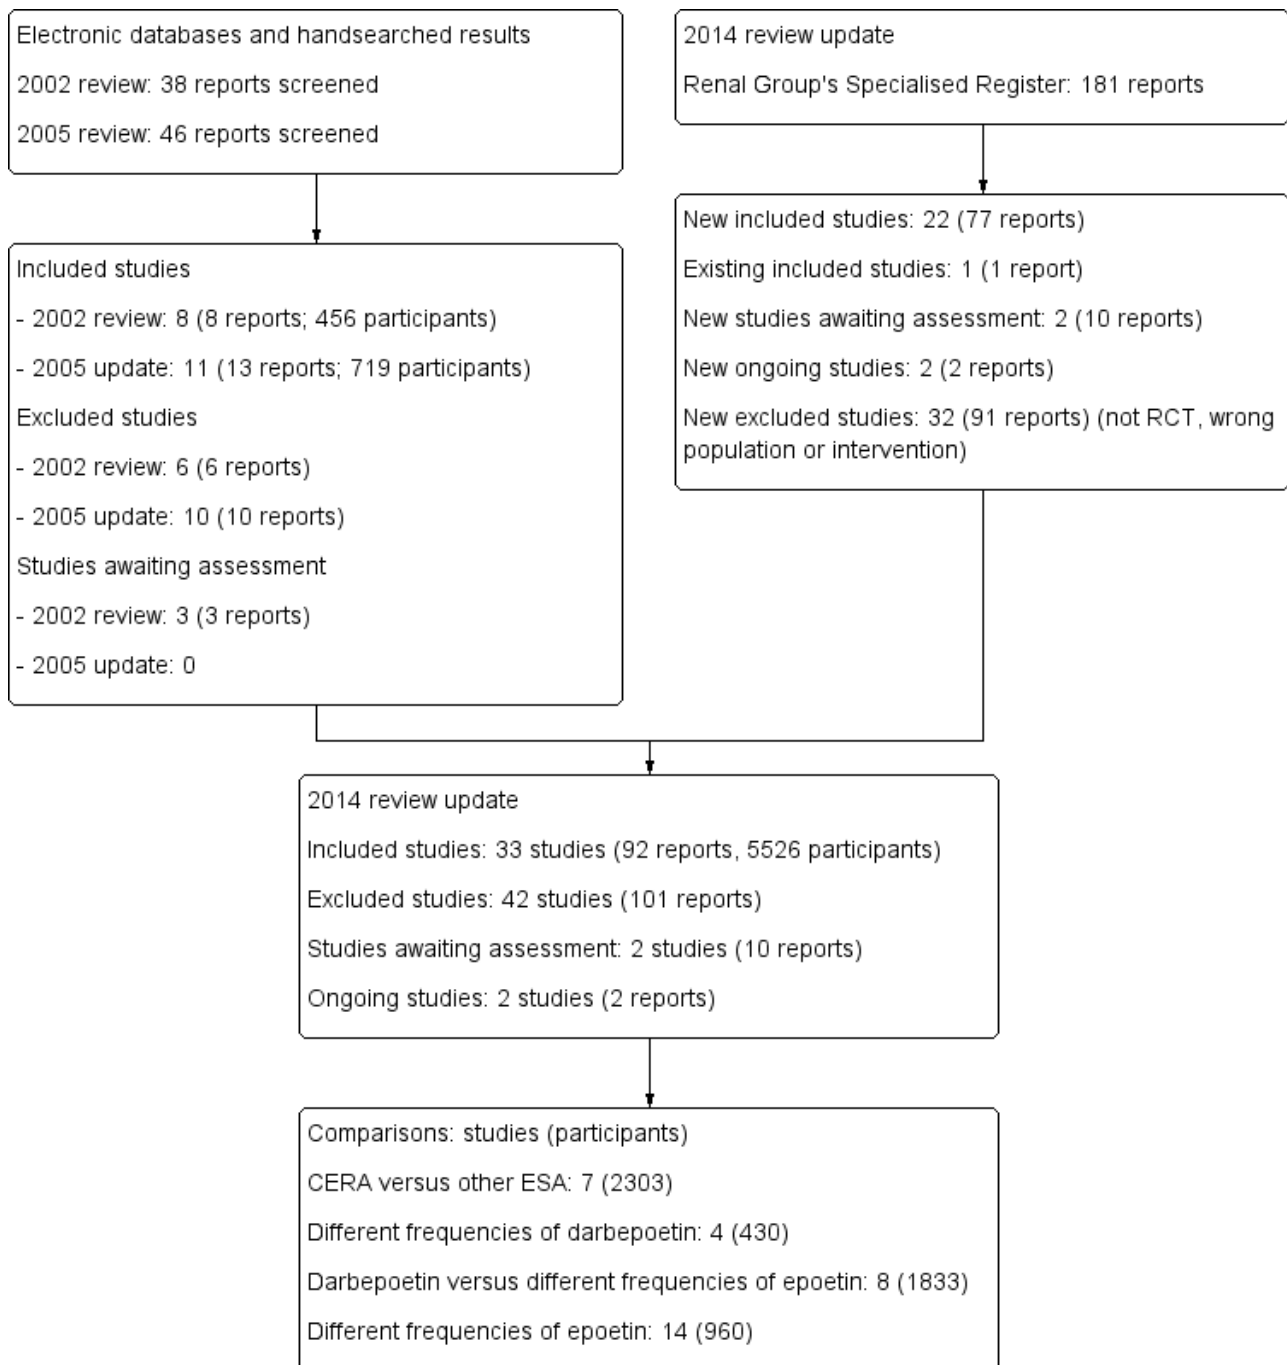 Electronic databases and handsearched results
2002 review: 38 reports screened
2005 review: 46 reports screened
2014 review update
Renal Group's Specialised Register: 181 reports
Included studies
- 2002 review: 8 (8 reports; 456 participants)
- 2005 update: 11 (13 reports; 719 participants)
Excluded studies
- 2002 review: 6 (6 reports)
- 2005 update: 10 (10 reports)
Studies awaiting assessment
- 2002 review: 3 (3 reports)
- 2005 update: 0
New included studies: 22 (77 reports)
Existing included studies: 1 (1 report)
New studies awaiting assessment: 2 (10 reports)
New ongoing studies: 2 (2 reports)
New excluded studies: 32 (91 reports) (not RCT, wrong
population or intervention)
2014 review update
Included studies: 33 studies (92 reports, 5526 participants)
Excluded studies: 42 studies (101 reports)
Studies awaiting assessment: 2 studies (10 reports)
Ongoing studies: 2 studies (2 reports)
Comparisons: studies (participants)
CERA versus other ESA: 7 (2303)
Different frequencies of darbepoetin: 4 (430)
Darbepoetin versus different frequencies of epoetin: 8 (1833)
Different frequencies of epoetin: 14 (960)